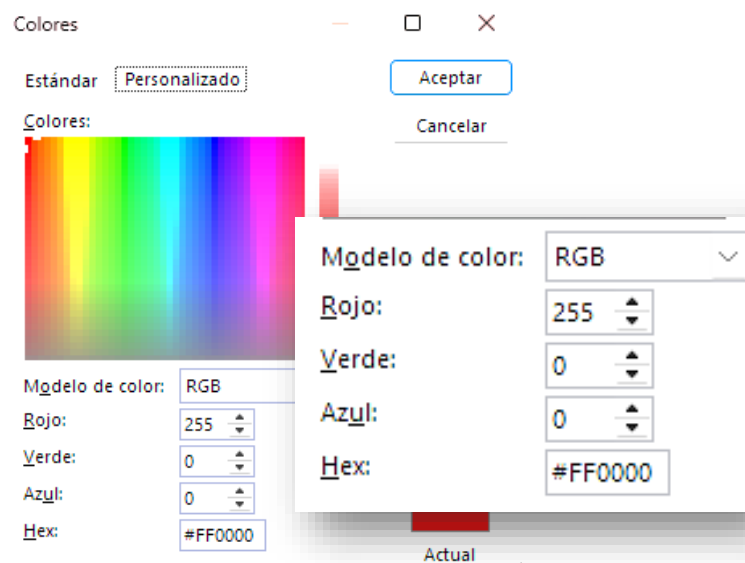 Colores
Estándar Personalizado Aceptar
Colores: Cancelar
Modelo de color: RGB
Rojo: 255
Verde: 0
Azul: 0
Hex: #FF0000
Modelo de color: RGB
Rojo: 255
Verde: 0
Azul: 0
Hex: #FF0000
Actual